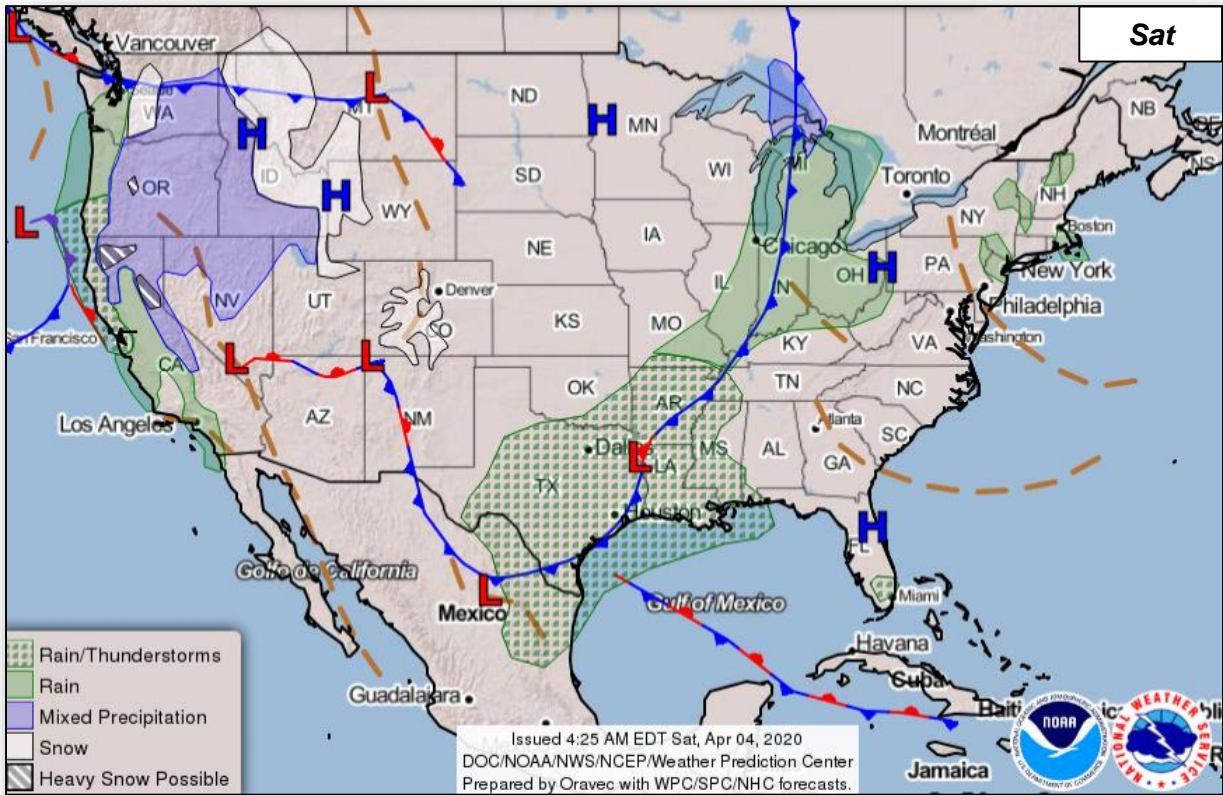 Sat
Vancouver
Seattle
WA
MT
ND
MN
Montréal
NB
NS
OR
ID
WY
SD
WI
MI
Toronto
NY
NH
Boston
NE
IA
Chicago
IL
OH
PA
New York
Philadelphia
Washington
NV
UT
Denver
CO
KS
MO
KY
VA
San Francisco
CA
Los Angeles
AZ
NM
OK
AR
TN
NC
Atlanta
SC
Dallas
TX
LA
MS
AL
GA
Houston
FL
Miami
H
H
H
H
H
L
L
L
L
L
L
L
Golfo de California
Mexico
Gulf of Mexico
Havana
Cuba
Guadalajara
Jamaica
Rain/Thunderstorms
Rain
Mixed Precipitation
Snow
Heavy Snow Possible
Issued 4:25 AM EDT Sat, Apr 04, 2020
DOC/NOAA/NWS/NCEP/Weather Prediction Center
Prepared by Oravec with WPC/SPC/NHC forecasts.
NOAA
NATIONAL WEATHER SERVICE